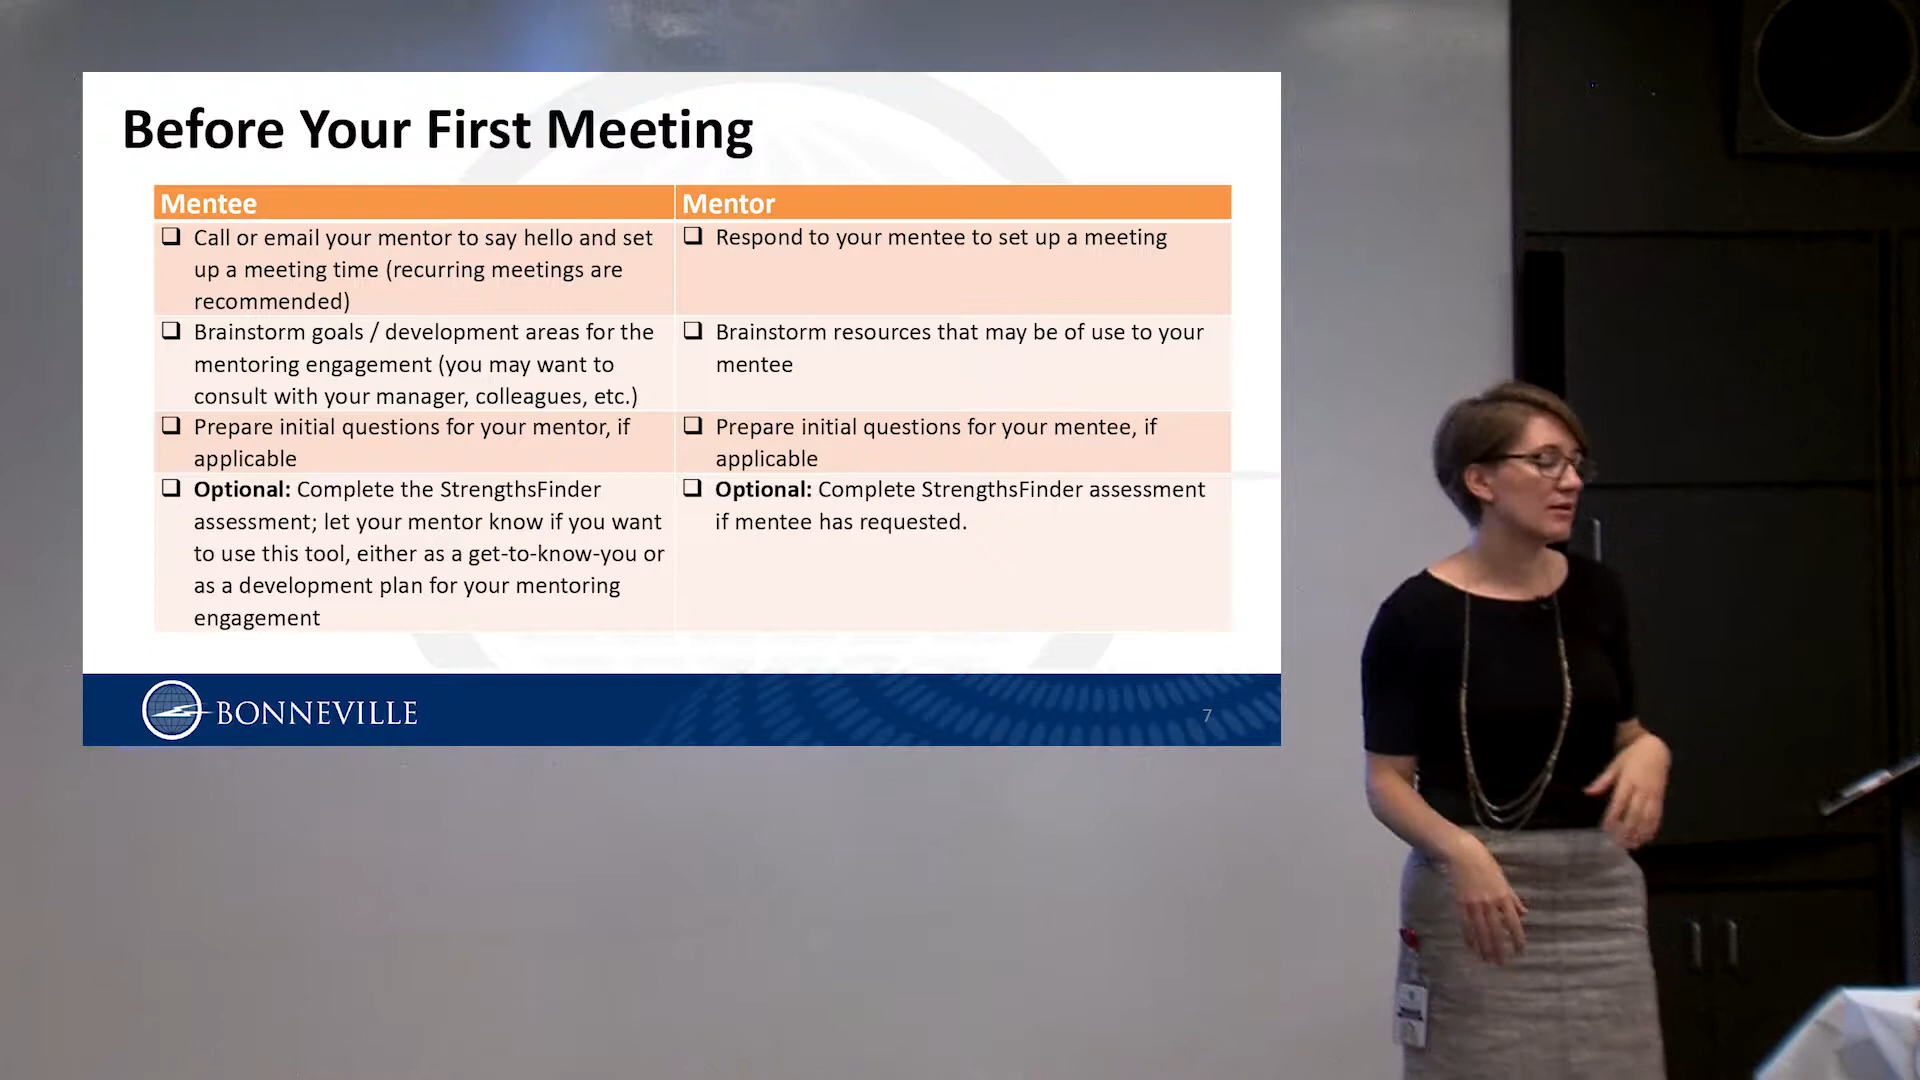 Before Your First Meeting
Mentee
Mentor
Call or email your mentor to say hello and set
up a meeting time (recurring meetings are
recommended)
Respond to your mentee to set up a meeting
Brainstorm goals / development areas for the
mentoring engagement (you may want to
consult with your manager, colleagues, etc.)
Brainstorm resources that may be of use to your
mentee
Prepare initial questions for your mentor, if
applicable
Prepare initial questions for your mentee, if
applicable
Optional: Complete the StrengthsFinder
assessment; let your mentor know if you want
to use this tool, either as a get-to-know-you or
as a development plan for your mentoring
engagement
Optional: Complete StrengthsFinder assessment
if mentee has requested.
BONNEVILLE
7